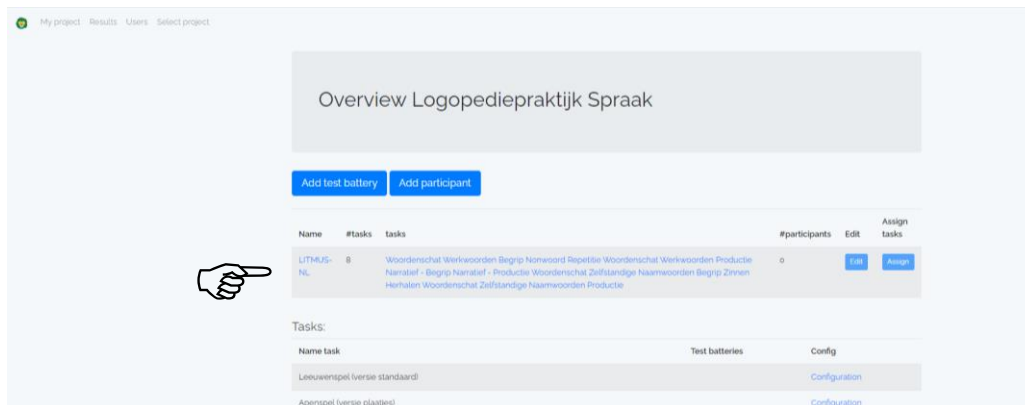 My project Results Users Select project
Overview Logopediepraktijk Spraak
Add test battery Add participant
Name #tasks tasks #participants Edit Assign tasks
LITMUS-NL 8 Woordenschat Werkwoorden Begrip Nonwoord Repetitie Woordenschat Werkwoorden Productie 0 Edit Assign
Narratief - Begrip Narratief - Productie Woordenschat Zelfstandige Naamwoorden Begrip Zinnen
Herhalen Woordenschat Zelfstandige Naamwoorden Productie
Tasks:
Name task Test batteries Config
Leeuwenspel (versie standaard) Configuration
Apenspel (versie plaatjes) Configuration